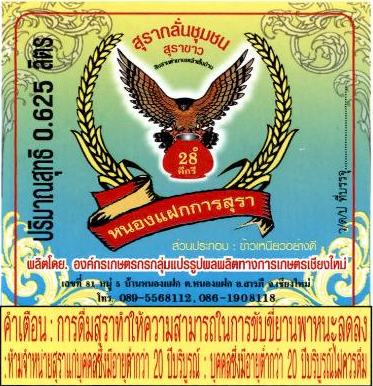 สุรากลั่นชุมชน
สุราขาว
ปริมาณสุทธิ 0.625 ลิตร
28 ํ
ดีกรี
หนองแฝกการสุรา
ว/ด/ป ที่บรรจุ
ส่วนประกอบ : ข้าวเหนียวอย่างดี
ผลิตโดย. องค์กรเกษตรกรกลุ่มแปรรูปผลผลิตทางการเกษตรเชียงใหม่
เลขที่ 81 หมู่ 5 บ้านหนองแฝก ต.หนองแฝก อ.สารภี จ.เชียงใหม่
โทร. 089-5568112,086-1908118
คำเตือน : การดื่มสุราทำให้ความสามารถในการขับขี่ยานพาหนะลดลง
:ห้ามจำหน่ายสุราแก่บุคคลซึ่งมีอายุต่ำกว่า 20 ปีบริบูรณ์ : บุคคลซึ่งมีอายุต่ำกว่า 20 ปีบริบูรณ์ไม่ควรดื่ม